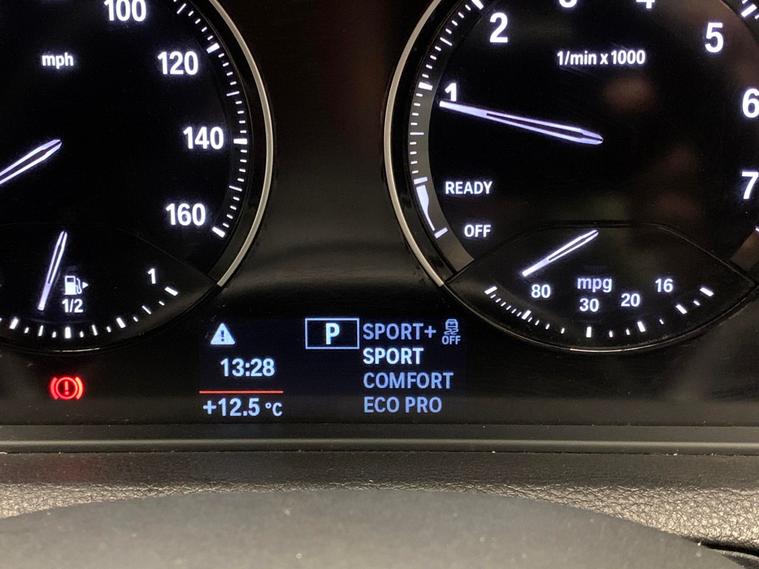 100
mph
120
140
160
1/2
1
2
3
4
5
6
7
1
1/min x 1000
READY
OFF
mpg
80
30
20
16
P
SPORT+
OFF
SPORT
COMFORT
ECO PRO
13:28
+12.5 °C